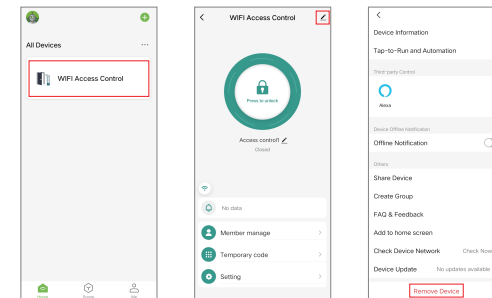 All Devices
...
WIFI Access Control
Home
Scene
Me
WIFI Access Control
Press to unlock
Access control1
Closed
No data
Member manage
Temporary code
Setting
Device Information
Tap-to-Run and Automation
Third-party Control
Alexa
Device Offline Notification
Offline Notification
Others
Share Device
Create Group
FAQ & Feedback
Add to home screen
Check Device Network Check Now
Device Update No updates available
Remove Device